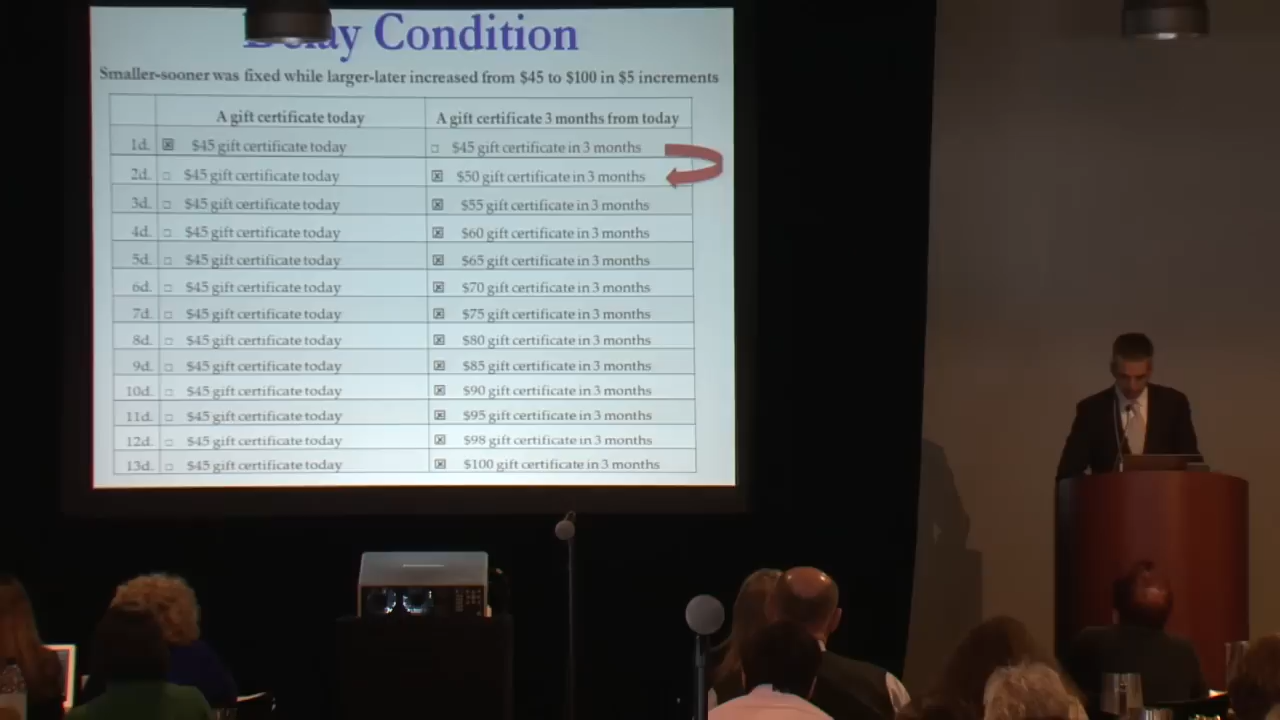 Delay Condition
Smaller-sooner was fixed while larger-later increased from $45 to $100 in $5 increments
A gift certificate today A gift certificate 3 months from today
1d. ☒ $45 gift certificate today □ $45 gift certificate in 3 months
2d. □ $45 gift certificate today ☒ $50 gift certificate in 3 months
3d. □ $45 gift certificate today ☒ $55 gift certificate in 3 months
4d. □ $45 gift certificate today ☒ $60 gift certificate in 3 months
5d. □ $45 gift certificate today ☒ $65 gift certificate in 3 months
6d. □ $45 gift certificate today ☒ $70 gift certificate in 3 months
7d. □ $45 gift certificate today ☒ $75 gift certificate in 3 months
8d. □ $45 gift certificate today ☒ $80 gift certificate in 3 months
9d. □ $45 gift certificate today ☒ $85 gift certificate in 3 months
10d. □ $45 gift certificate today ☒ $90 gift certificate in 3 months
11d. □ $45 gift certificate today ☒ $95 gift certificate in 3 months
12d. □ $45 gift certificate today ☒ $98 gift certificate in 3 months
13d. □ $45 gift certificate today ☒ $100 gift certificate in 3 months